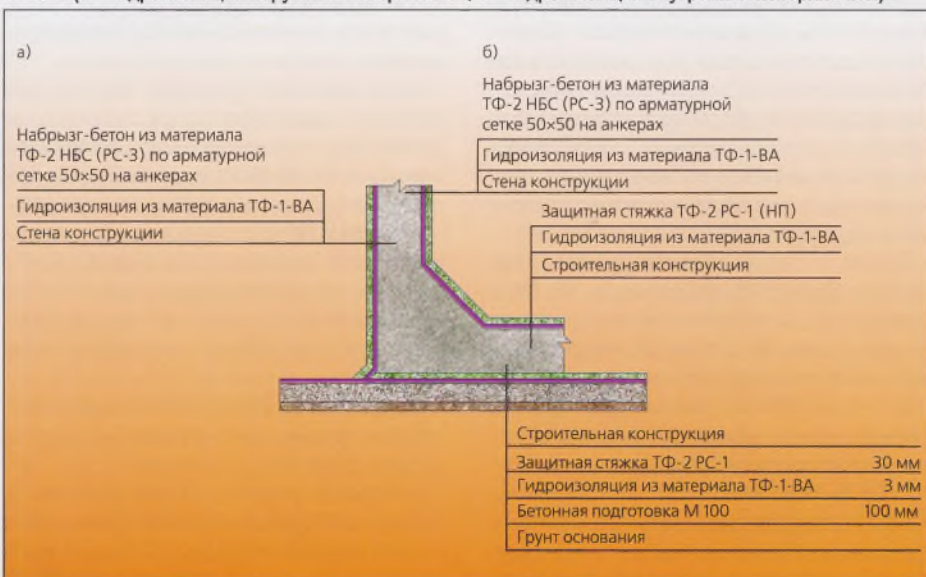 а)
Набрызг-бетон из материала
ТФ-2 НБС (РС-3) по арматурной
сетке 50×50 на анкерах
Гидроизоляция из материала ТФ-1-ВА
Стена конструкции
б)
Набрызг-бетон из материала
ТФ-2 НБС (РС-3) по арматурной
сетке 50×50 на анкерах
Гидроизоляция из материала ТФ-1-ВА
Стена конструкции
Защитная стяжка ТФ-2 РС-1 (НП)
Гидроизоляция из материала ТФ-1-ВА
Строительная конструкция
Строительная конструкция
Защитная стяжка ТФ-2 РС-1 30 мм
Гидроизоляция из материала ТФ-1-ВА 3 мм
Бетонная подготовка М 100 100 мм
Грунт основания